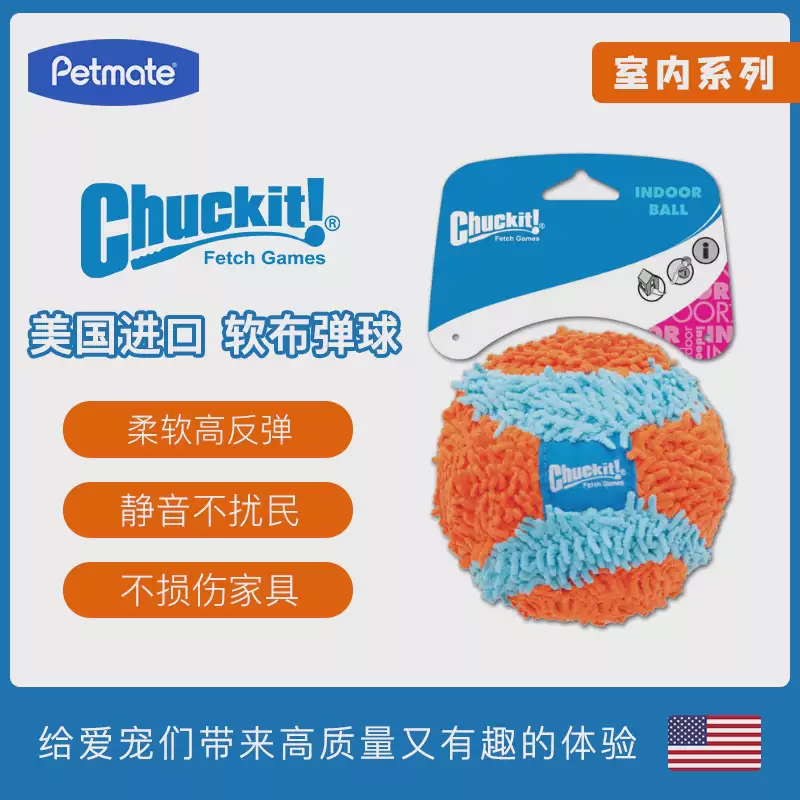 Petmate®
室内系列
Chuckit!®
Fetch Games
美国进口 软布弹球
柔软高反弹
静音不扰民
不损伤家具
Chuckit!®
Fetch Games
INDOOR
BALL
Chuckit!®
Fetch Games
给爱宠们带来高质量又有趣的体验